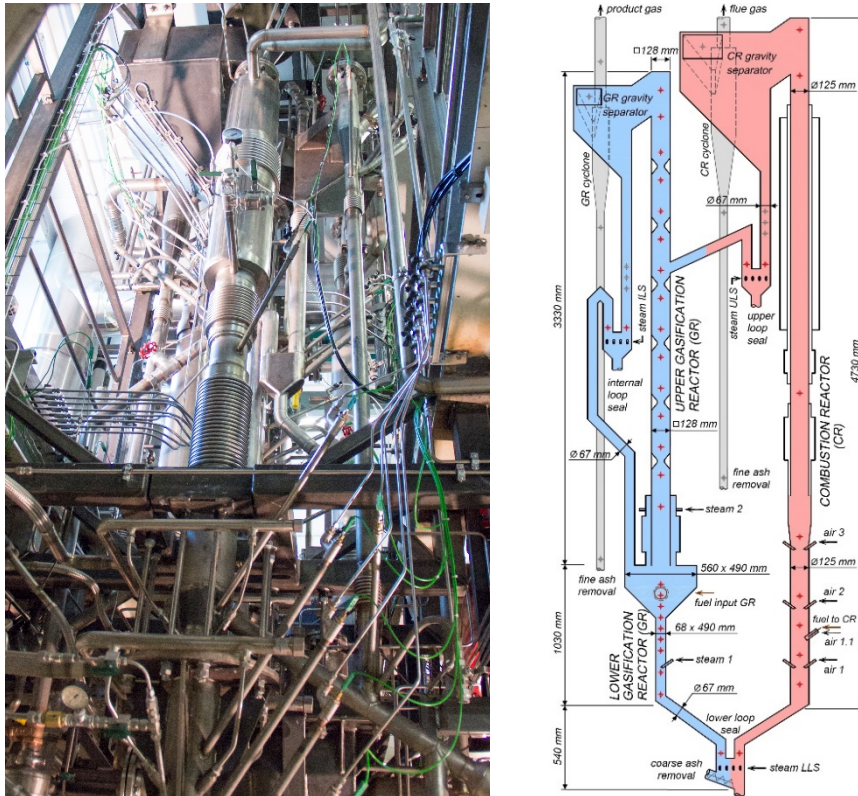 product gas
flue gas
□128 mm
CR gravity
separator
GR gravity
separator
Ø125 mm
GR cyclone
CR cyclone
Ø 67 mm
3330 mm
steam ILS
steam ULS
upper
loop
seal
internal
loop
seal
UPPER GASIFICATION
REACTOR (GR)
4730 mm
COMBUSTION REACTOR
(CR)
□128 mm
Ø 67 mm
fine ash
removal
steam 2
air 3
560 x 490 mm
Ø125 mm
fine ash
removal
fuel input GR
air 2
fuel to CR
air 1.1
68 x 490 mm
1030 mm
LOWER
GASIFICATION
REACTOR (GR)
steam 1
air 1
Ø 67 mm
lower loop
seal
540 mm
coarse ash
removal
steam LLS